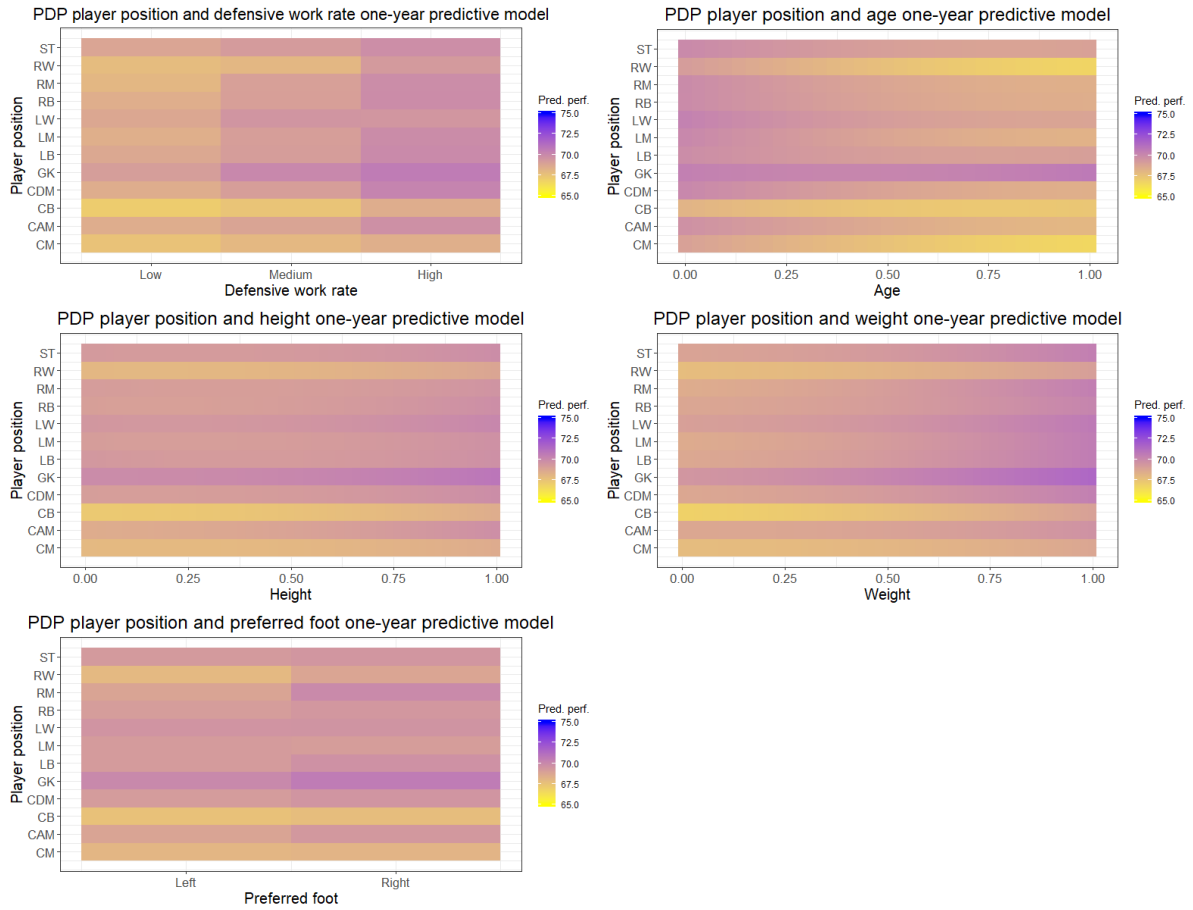 PDP player position and defensive work rate one-year predictive model
Player position
ST
RW
RM
RB
LW
LM
LB
GK
CDM
CB
CAM
CM
Low Medium High
Defensive work rate
Pred. perf.
75.0
72.5
70.0
67.5
65.0
PDP player position and age one-year predictive model
Player position
ST
RW
RM
RB
LW
LM
LB
GK
CDM
CB
CAM
CM
0.00 0.25 0.50 0.75 1.00
Age
Pred. perf.
75.0
72.5
70.0
67.5
65.0
PDP player position and height one-year predictive model
Player position
ST
RW
RM
RB
LW
LM
LB
GK
CDM
CB
CAM
CM
0.00 0.25 0.50 0.75 1.00
Height
Pred. perf.
75.0
72.5
70.0
67.5
65.0
PDP player position and weight one-year predictive model
Player position
ST
RW
RM
RB
LW
LM
LB
GK
CDM
CB
CAM
CM
0.00 0.25 0.50 0.75 1.00
Weight
Pred. perf.
75.0
72.5
70.0
67.5
65.0
PDP player position and preferred foot one-year predictive model
Player position
ST
RW
RM
RB
LW
LM
LB
GK
CDM
CB
CAM
CM
Left Right
Preferred foot
Pred. perf.
75.0
72.5
70.0
67.5
65.0